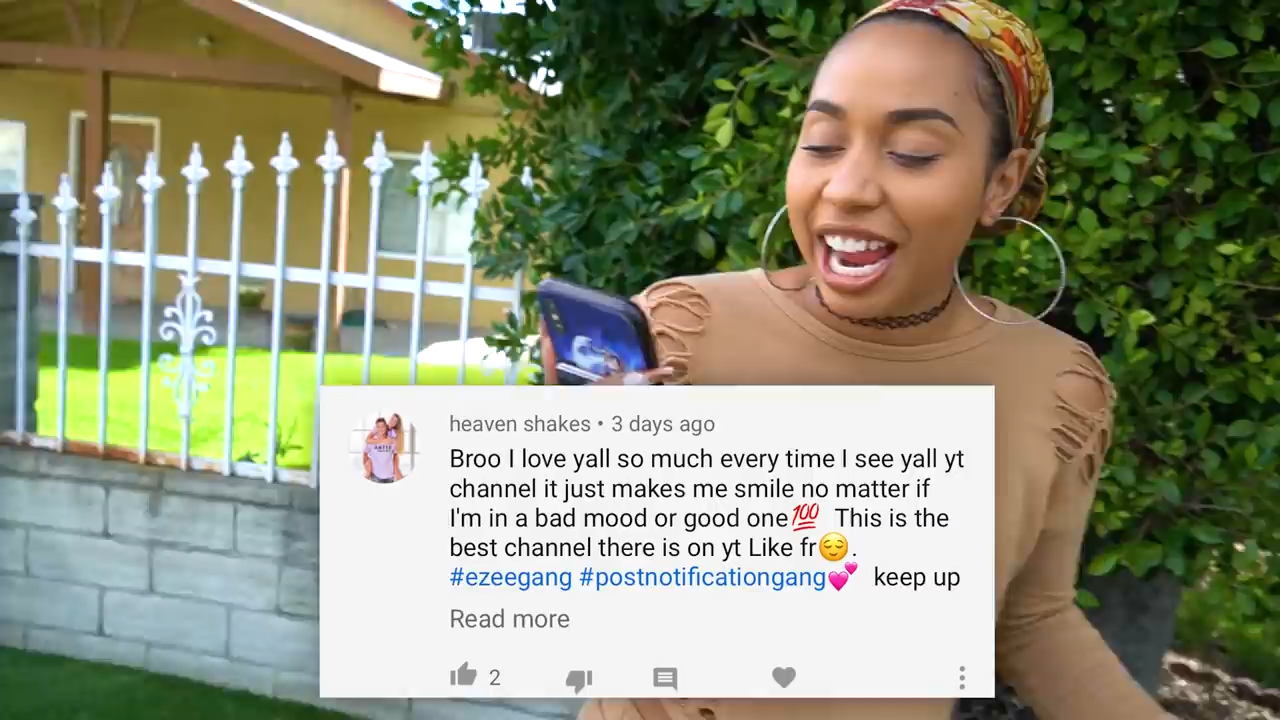 heaven shakes • 3 days ago
Broo I love yall so much every time I see yall yt
channel it just makes me smile no matter if
I'm in a bad mood or good one💯 This is the
best channel there is on yt Like fr😌.
#ezeegang #postnotificationgang💕 keep up
Read more
2